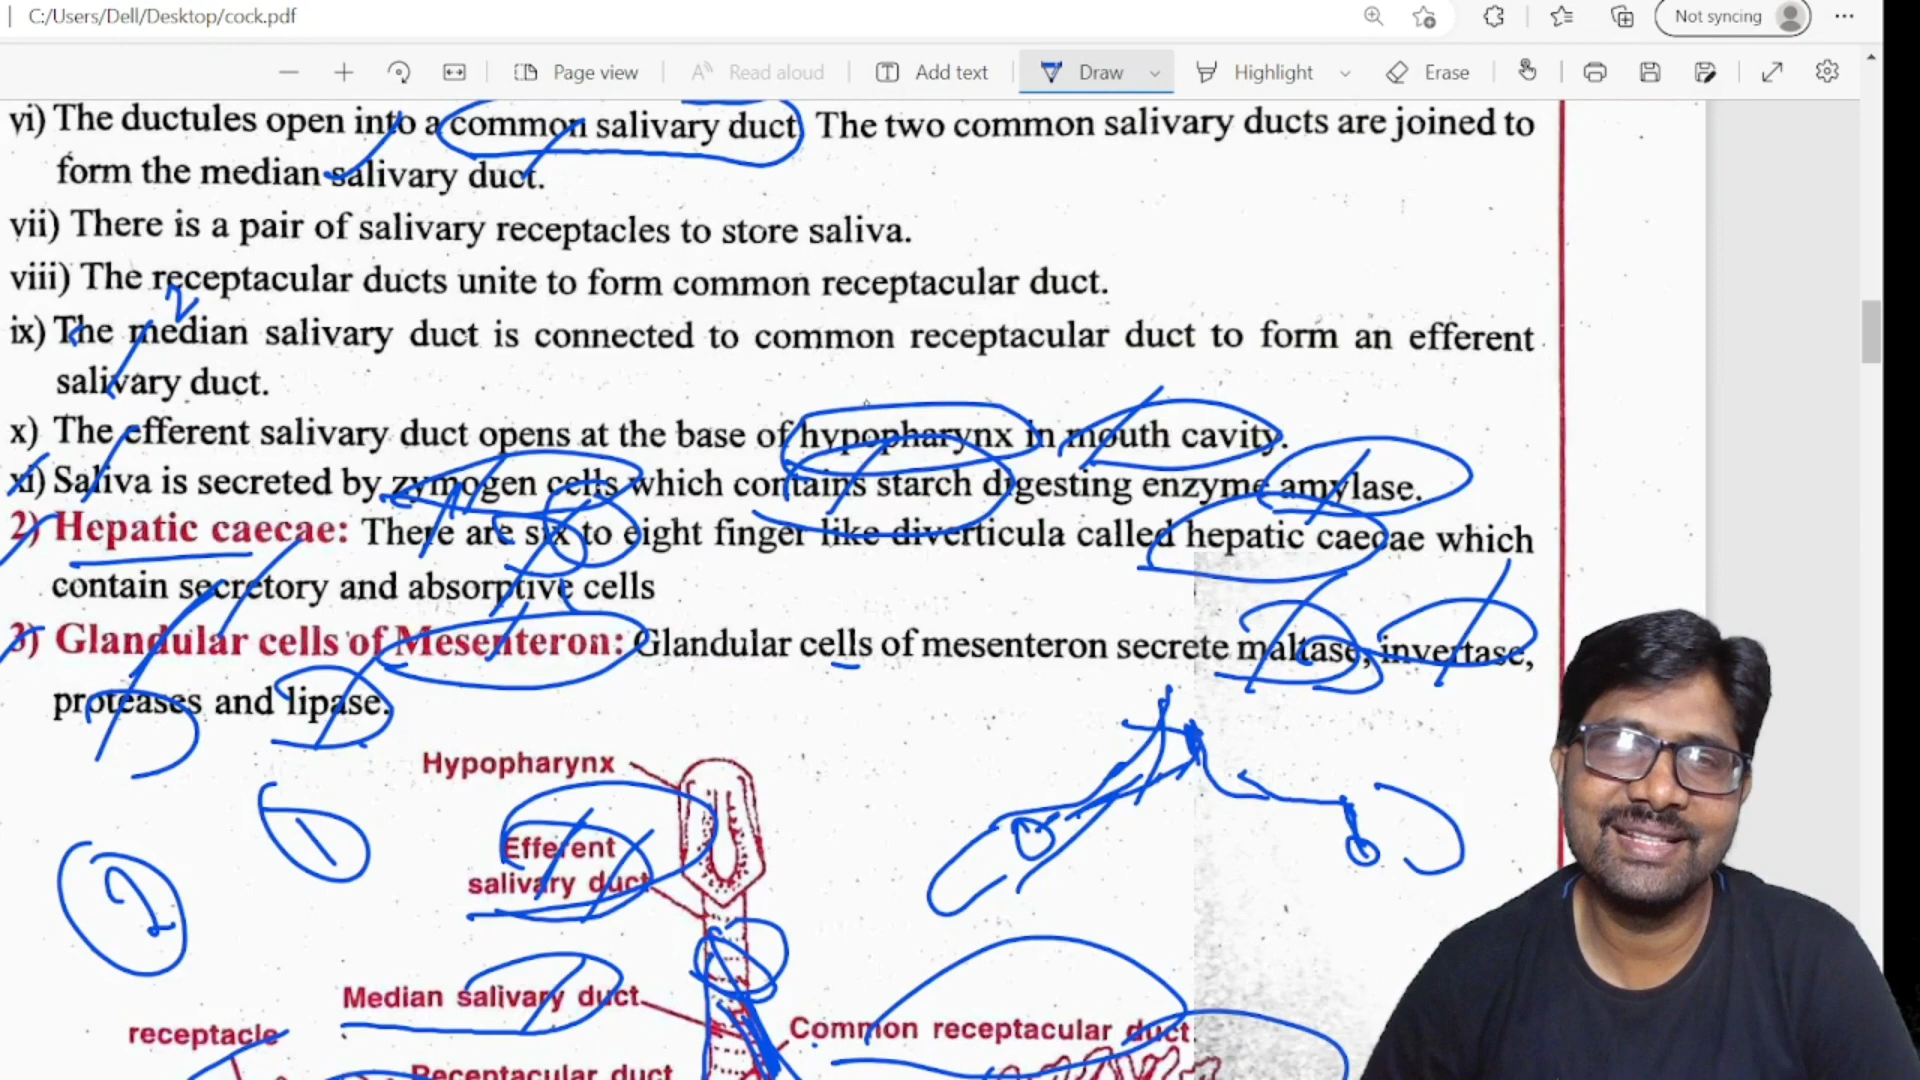 C:/Users/Dell/Desktop/cock.pdf
Not syncing
Page view
Read aloud
Add text
Draw
Highlight
Erase
vi) The ductules open into a common salivary duct. The two common salivary ducts are joined to
form the median salivary duct.
vii) There is a pair of salivary receptacles to store saliva.
viii) The receptacular ducts unite to form common receptacular duct.
ix) The median salivary duct is connected to common receptacular duct to form an efferent
salivary duct.
x) The efferent salivary duct opens at the base of hypopharynx in mouth cavity.
xi) Saliva is secreted by zymogen cells which contains starch digesting enzyme amylase.
2) Hepatic caecae: There are six to eight finger like diverticula called hepatic caecae which
contain secretory and absorptive cells
3) Glandular cells of Mesenteron: Glandular cells of mesenteron secrete maltase, invertase,
proteases and lipase.
Hypopharynx
1
Efferent
salivary duct
2
Median salivary duct
receptacle
Common receptacular duct
Receptacular duct